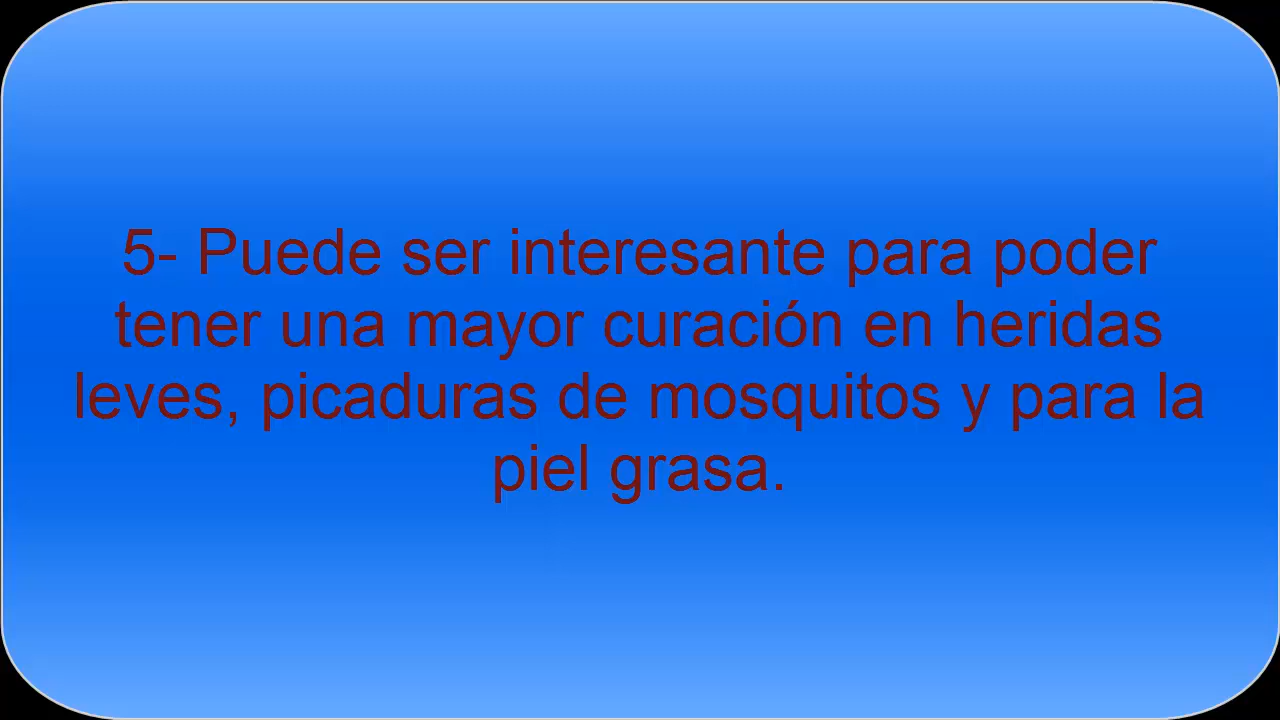 5- Puede ser interesante para poder
tener una mayor curación en heridas
leves, picaduras de mosquitos y para la
piel grasa.